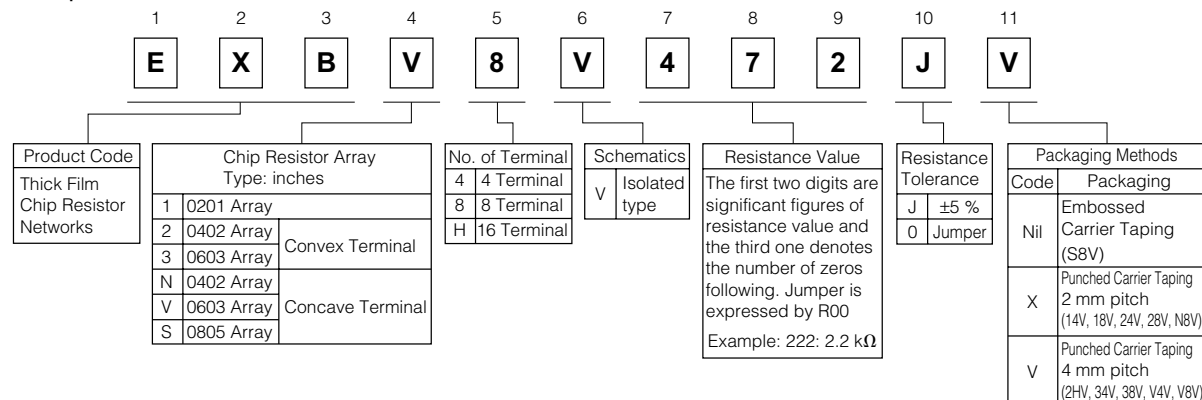 1 2 3 4 5 6 7 8 9 10 11
E X B V 8 V 4 7 2 J V
Product Code
Thick Film
Chip Resistor
Networks
Chip Resistor Array
Type: inches
1 0201 Array
2 0402 Array
Convex Terminal
3 0603 Array
N 0402 Array
V 0603 Array
Concave Terminal
S 0805 Array
No. of Terminal
4 4 Terminal
8 8 Terminal
H 16 Terminal
Schematics
V Isolated
type
Resistance Value
The first two digits are
significant figures of
resistance value and
the third one denotes
the number of zeros
following. Jumper is
expressed by R00
Example: 222: 2.2 kΩ
Resistance
Tolerance
J ±5 %
0 Jumper
Packaging Methods
Code Packaging
Nil
Embossed
Carrier Taping
(S8V)
X
Punched Carrier Taping
2 mm pitch
(14V, 18V, 24V, 28V, N8V)
V
Punched Carrier Taping
4 mm pitch
(2HV, 34V, 38V, V4V, V8V)